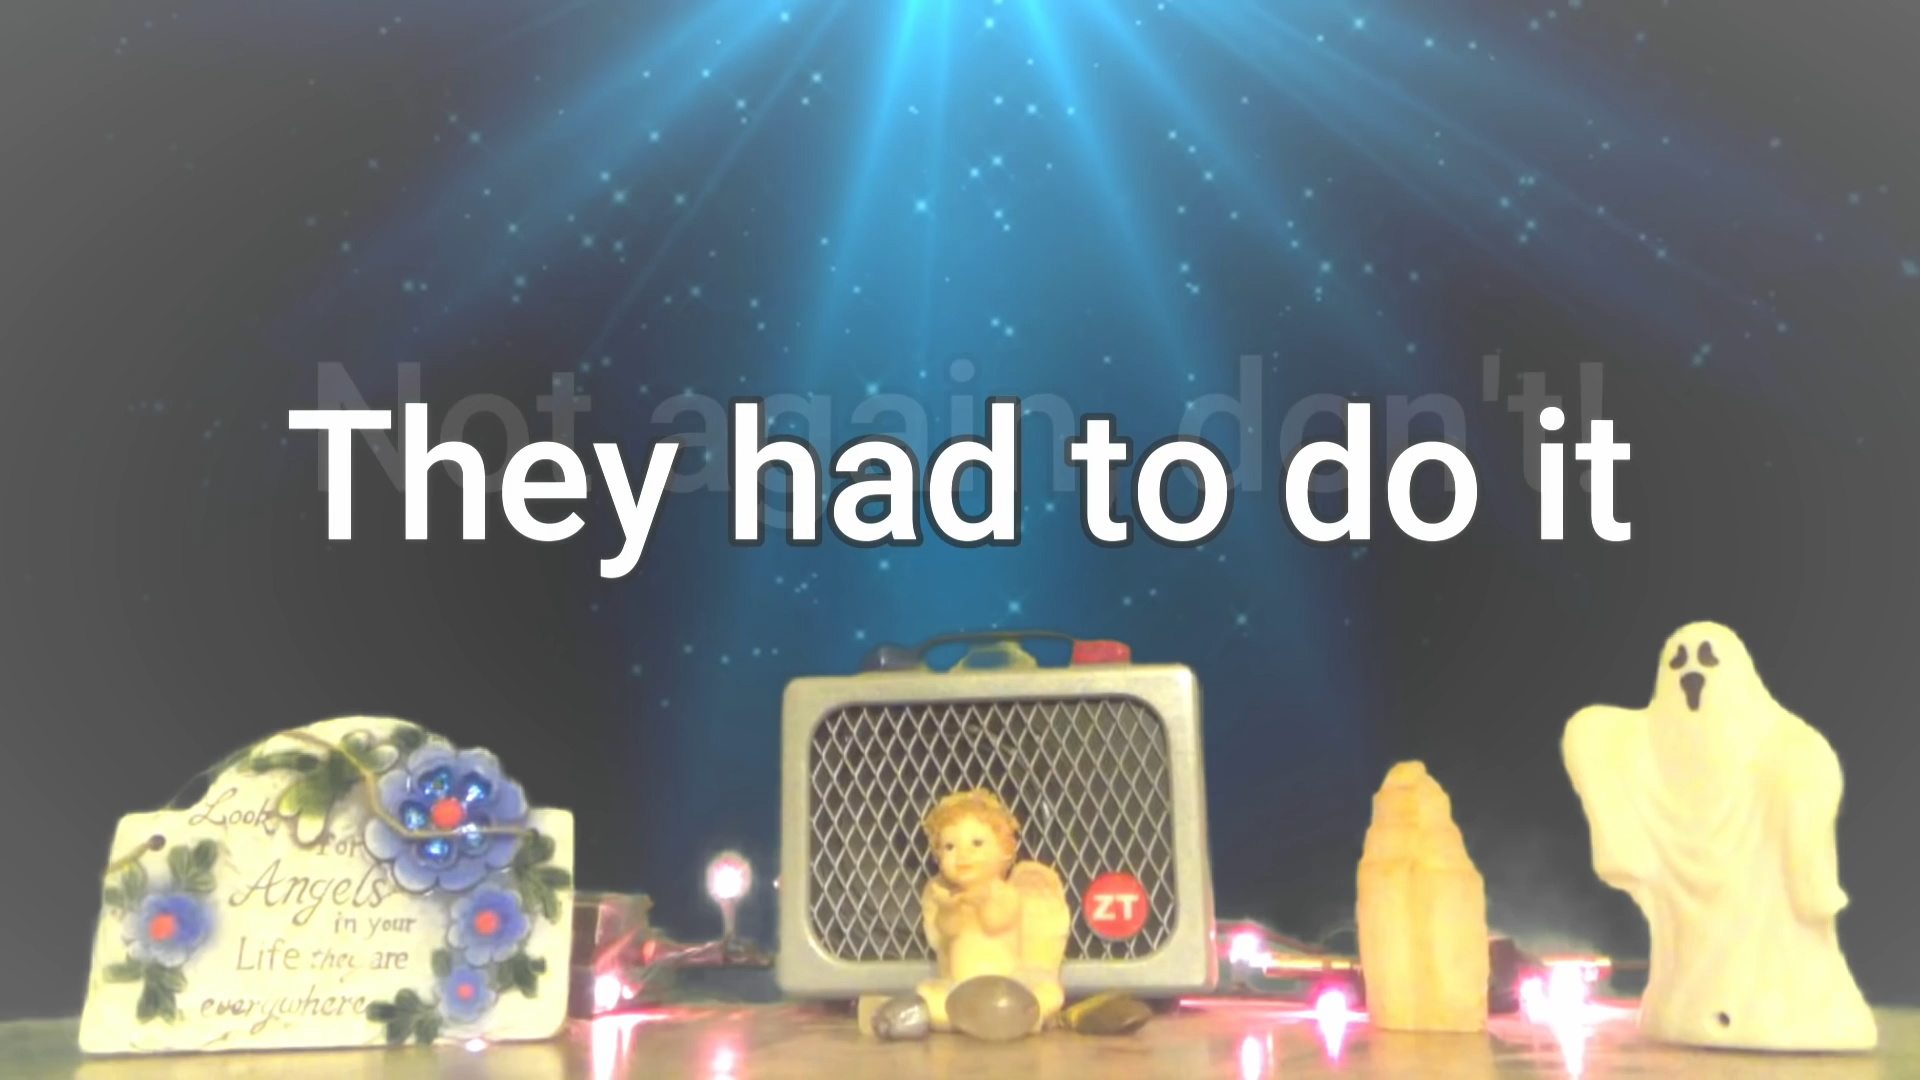 Not again, don't!
They had to do it
Look
for
Angels
in your
Life they are
everywhere
ZT